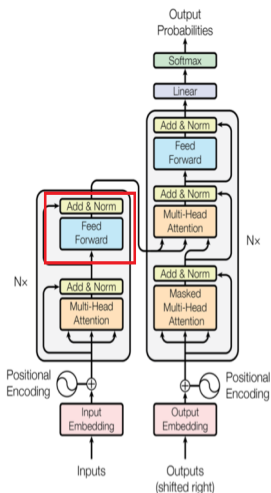 Output
Probabilities
Softmax
Linear
Add & Norm
Feed
Forward
Add & Norm
Multi-Head
Attention
Add & Norm
Masked
Multi-Head
Attention
Nx
Positional
Encoding
Output
Embedding
Outputs
(shifted right)
Add & Norm
Feed
Forward
Add & Norm
Multi-Head
Attention
Nx
Positional
Encoding
Input
Embedding
Inputs